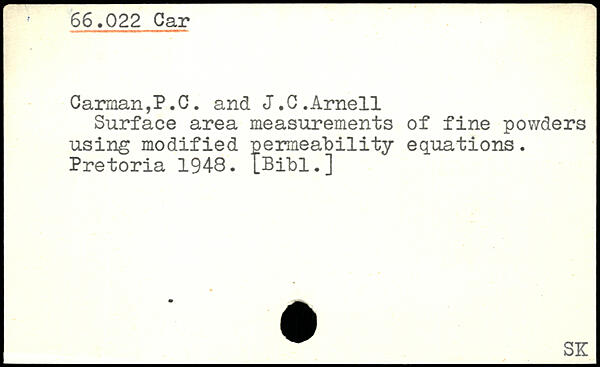 66.022 Car
Carman,P.C. and J.C.Arnell
Surface area measurements of fine powders
using modified permeability equations.
Pretoria 1948. [Bibl.]
SK